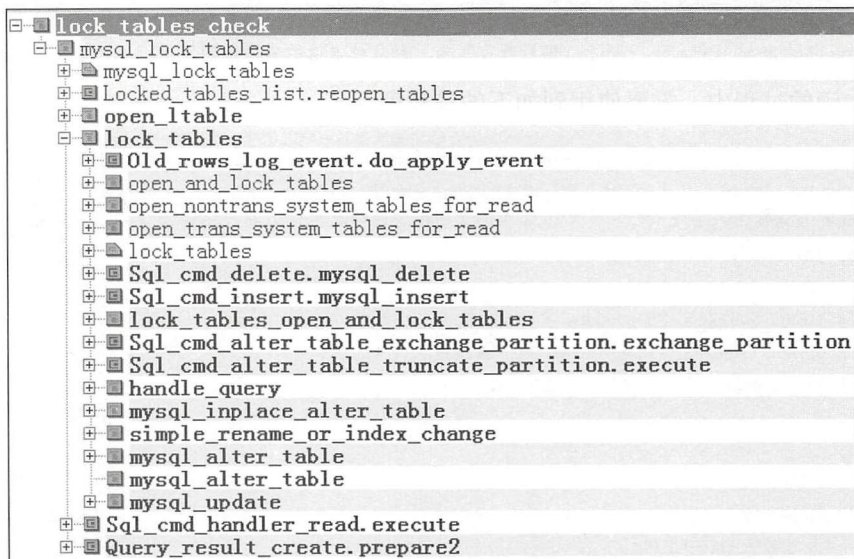 lock_tables_check
mysql_lock_tables
mysql_lock_tables
Locked_tables_list.reopen_tables
open_ltable
lock_tables
Old_rows_log_event.do_apply_event
open_and_lock_tables
open_nontrans_system_tables_for_read
open_trans_system_tables_for_read
lock_tables
Sql_cmd_delete.mysql_delete
Sql_cmd_insert.mysql_insert
lock_tables_open_and_lock_tables
Sql_cmd_alter_table_exchange_partition.exchange_partition
Sql_cmd_alter_table_truncate_partition.execute
handle_query
mysql_inplace_alter_table
simple_rename_or_index_change
mysql_alter_table
mysql_alter_table
mysql_update
Sql_cmd_handler_read.execute
Query_result_create.prepare2